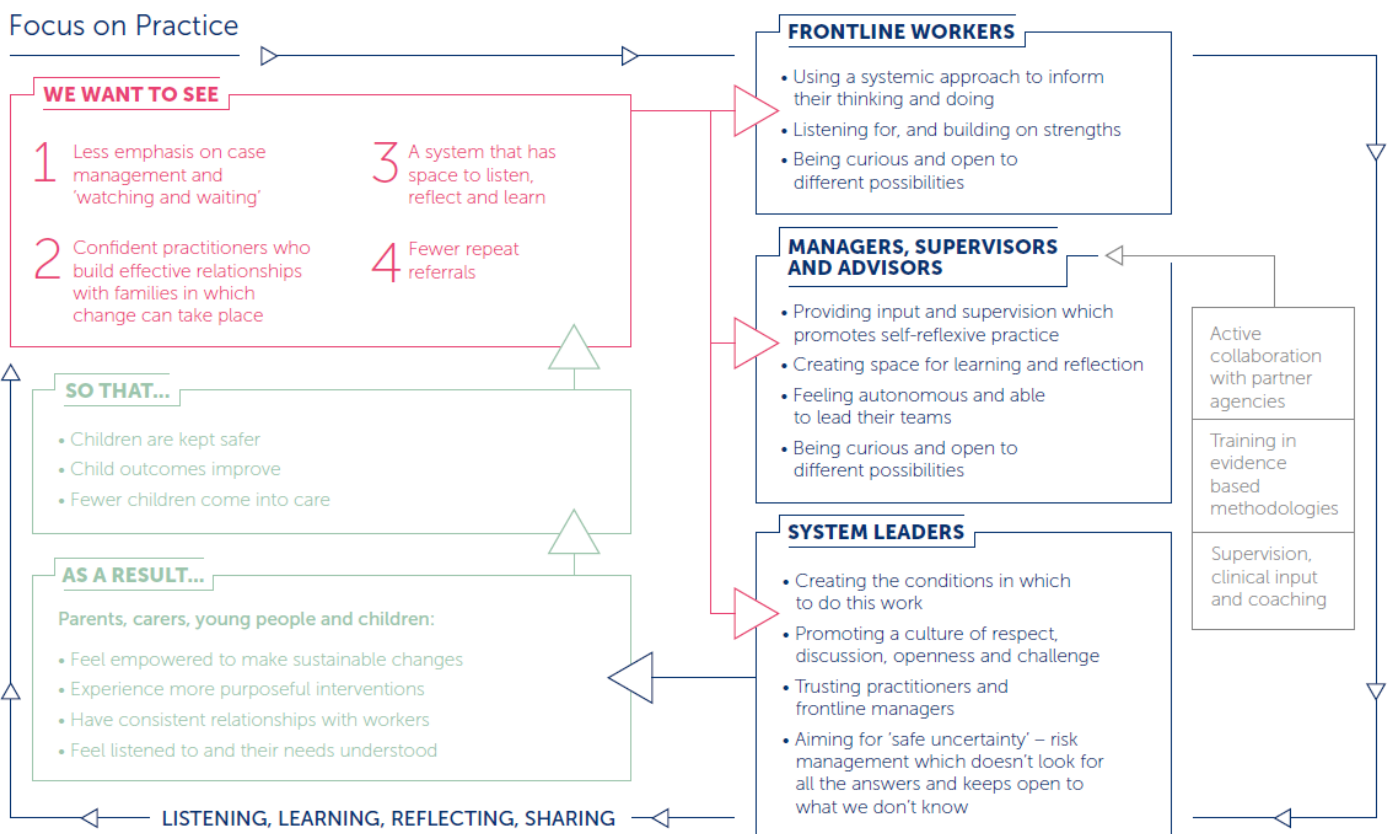 Focus on Practice
WE WANT TO SEE
1
Less emphasis on case
management and
‘watching and waiting’
2
Confident practitioners who
build effective relationships
with families in which
change can take place
3
A system that has
space to listen,
reflect and learn
4
Fewer repeat
referrals
SO THAT...
• Children are kept safer
• Child outcomes improve
• Fewer children come into care
AS A RESULT...
Parents, carers, young people and children:
• Feel empowered to make sustainable changes
• Experience more purposeful interventions
• Have consistent relationships with workers
• Feel listened to and their needs understood
FRONTLINE WORKERS
• Using a systemic approach to inform
their thinking and doing
• Listening for, and building on strengths
• Being curious and open to
different possibilities
MANAGERS, SUPERVISORS
AND ADVISORS
• Providing input and supervision which
promotes self-reflexive practice
• Creating space for learning and reflection
• Feeling autonomous and able
to lead their teams
• Being curious and open to
different possibilities
SYSTEM LEADERS
• Creating the conditions in which
to do this work
• Promoting a culture of respect,
discussion, openness and challenge
• Trusting practitioners and
frontline managers
• Aiming for ‘safe uncertainty’ – risk
management which doesn’t look for
all the answers and keeps open to
what we don’t know
Active
collaboration
with partner
agencies
Training in
evidence
based
methodologies
Supervision,
clinical input
and coaching
LISTENING, LEARNING, REFLECTING, SHARING